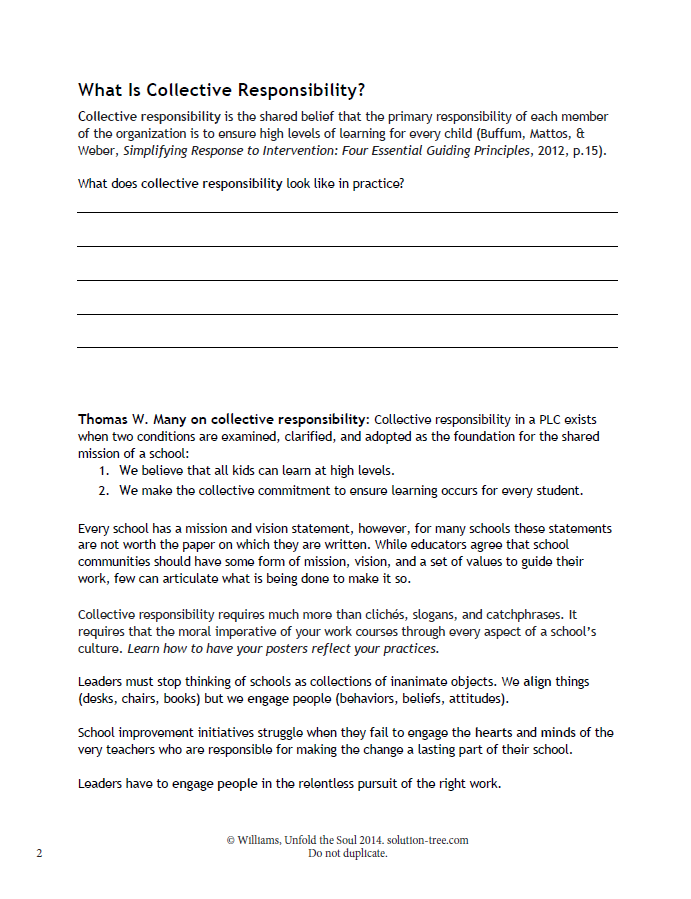 What Is Collective Responsibility?
Collective responsibility is the shared belief that the primary responsibility of each member
of the organization is to ensure high levels of learning for every child (Buffum, Mattos, &
Weber, Simplifying Response to Intervention: Four Essential Guiding Principles, 2012, p.15).
What does collective responsibility look like in practice?
Thomas W. Many on collective responsibility: Collective responsibility in a PLC exists
when two conditions are examined, clarified, and adopted as the foundation for the shared
mission of a school:
1. We believe that all kids can learn at high levels.
2. We make the collective commitment to ensure learning occurs for every student.
Every school has a mission and vision statement, however, for many schools these statements
are not worth the paper on which they are written. While educators agree that school
communities should have some form of mission, vision, and a set of values to guide their
work, few can articulate what is being done to make it so.
Collective responsibility requires much more than clichés, slogans, and catchphrases. It
requires that the moral imperative of your work courses through every aspect of a school's
culture. Learn how to have your posters reflect your practices.
Leaders must stop thinking of schools as collections of inanimate objects. We align things
(desks, chairs, books) but we engage people (behaviors, beliefs, attitudes).
School improvement initiatives struggle when they fail to engage the hearts and minds of the
very teachers who are responsible for making the change a lasting part of their school.
Leaders have to engage people in the relentless pursuit of the right work.
© Williams, Unfold the Soul 2014. solution-tree.com
2 Do not duplicate.